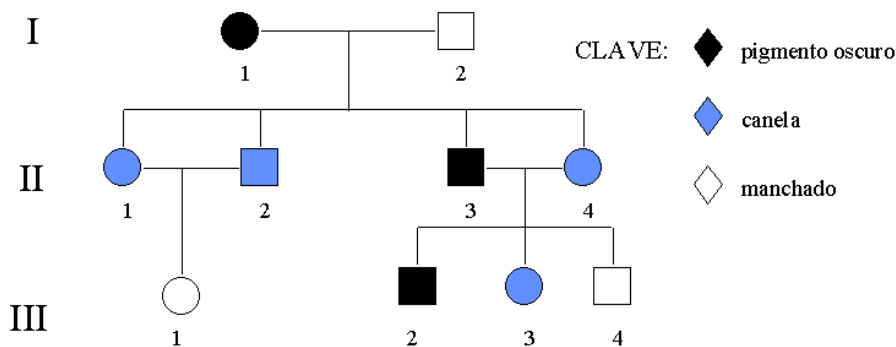 I
1
2
CLAVE:
pigmento oscuro
canela
manchado
II
1
2
3
4
III
1
2
3
4